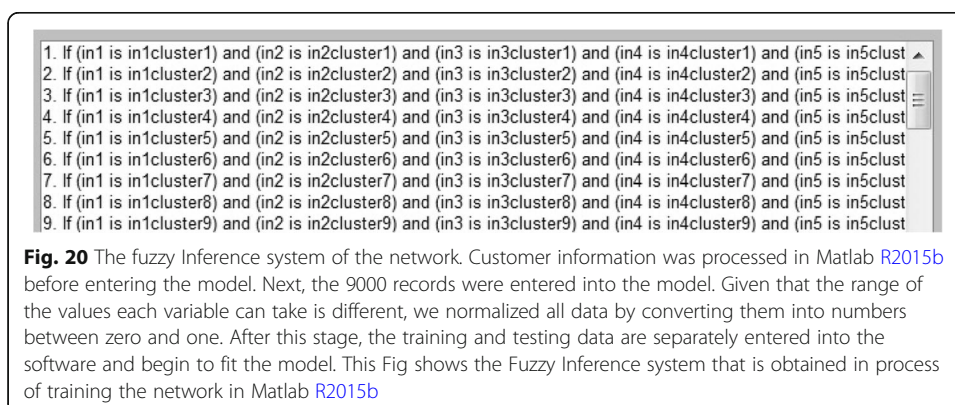 1. If (in1 is in1cluster1) and (in2 is in2cluster1) and (in3 is in3cluster1) and (in4 is in4cluster1) and (in5 is in5clust
2. If (in1 is in1cluster2) and (in2 is in2cluster2) and (in3 is in3cluster2) and (in4 is in4cluster2) and (in5 is in5clust
3. If (in1 is in1cluster3) and (in2 is in2cluster3) and (in3 is in3cluster3) and (in4 is in4cluster3) and (in5 is in5clust
4. If (in1 is in1cluster4) and (in2 is in2cluster4) and (in3 is in3cluster4) and (in4 is in4cluster4) and (in5 is in5clust
5. If (in1 is in1cluster5) and (in2 is in2cluster5) and (in3 is in3cluster5) and (in4 is in4cluster5) and (in5 is in5clust
6. If (in1 is in1cluster6) and (in2 is in2cluster6) and (in3 is in3cluster6) and (in4 is in4cluster6) and (in5 is in5clust
7. If (in1 is in1cluster7) and (in2 is in2cluster7) and (in3 is in3cluster7) and (in4 is in4cluster7) and (in5 is in5clust
8. If (in1 is in1cluster8) and (in2 is in2cluster8) and (in3 is in3cluster8) and (in4 is in4cluster8) and (in5 is in5clust
9. If (in1 is in1cluster9) and (in2 is in2cluster9) and (in3 is in3cluster9) and (in4 is in4cluster9) and (in5 is in5clust
Fig. 20 The fuzzy Inference system of the network. Customer information was processed in Matlab R2015b
before entering the model. Next, the 9000 records were entered into the model. Given that the range of
the values each variable can take is different, we normalized all data by converting them into numbers
between zero and one. After this stage, the training and testing data are separately entered into the
software and begin to fit the model. This Fig shows the Fuzzy Inference system that is obtained in process
of training the network in Matlab R2015b